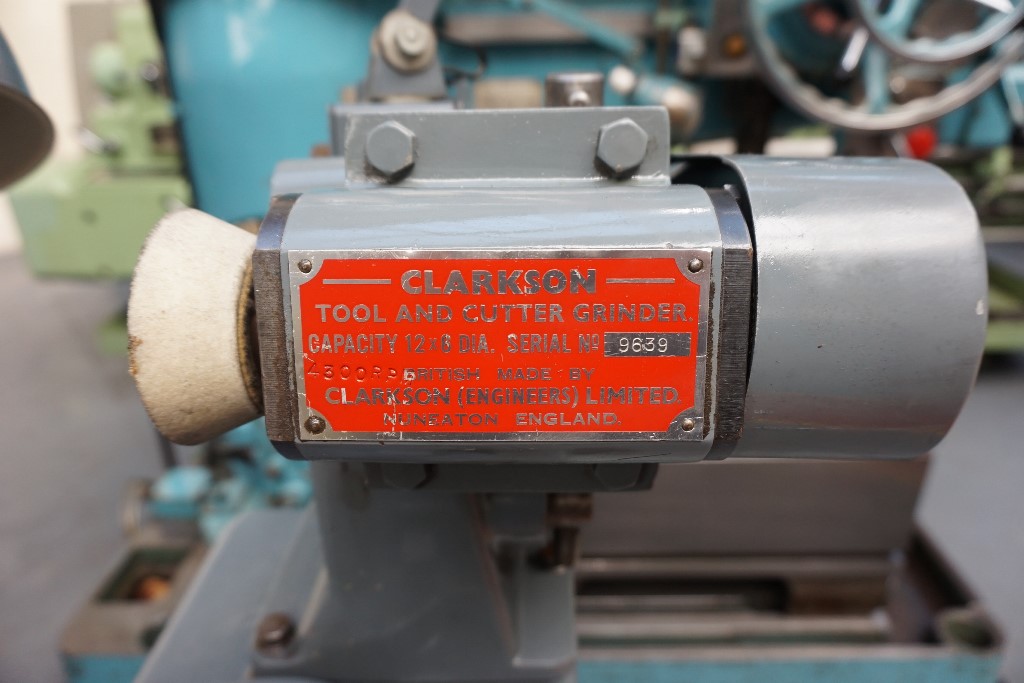 CLARKSON
TOOL AND CUTTER GRINDER.
CAPACITY 12 × 6 DIA. SERIAL Nº 9639
BRITISH MADE BY
CLARKSON (ENGINEERS) LIMITED.
NUNEATON ENGLAND.